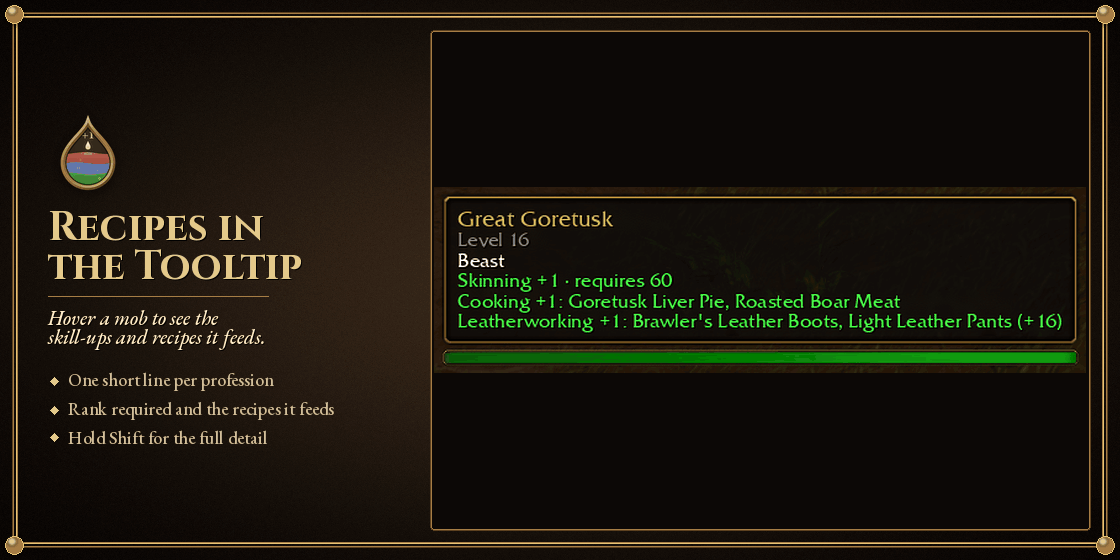 +1
Recipes in
the Tooltip
Hover a mob to see the
skill-ups and recipes it feeds.
One short line per profession
Rank required and the recipes it feeds
Hold Shift for the full detail
Great Goretusk
Level 16
Beast
Skinning +1 · requires 60
Cooking +1: Goretusk Liver Pie, Roasted Boar Meat
Leatherworking +1: Brawler's Leather Boots, Light Leather Pants (+16)